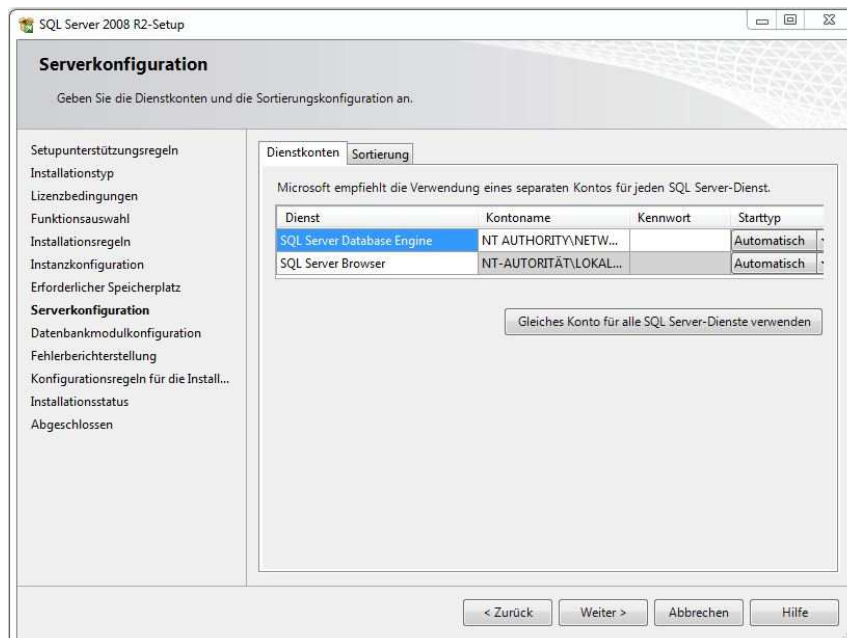 SQL Server 2008 R2-Setup
Serverkonfiguration
Geben Sie die Dienstkonten und die Sortierungskonfiguration an.
Setupunterstützungsregeln
Installationstyp
Lizenzbedingungen
Funktionsauswahl
Installationsregeln
Instanzkonfiguration
Erforderlicher Speicherplatz
Serverkonfiguration
Datenbankmodulkonfiguration
Fehlerberichterstellung
Konfigurationsregeln für die Install...
Installationsstatus
Abgeschlossen
Dienstkonten Sortierung
Microsoft empfiehlt die Verwendung eines separaten Kontos für jeden SQL Server-Dienst.
Dienst Kontoname Kennwort Starttyp
SQL Server Database Engine NT AUTHORITY\NETW... Automatisch
SQL Server Browser NT-AUTORITÄT\LOKAL... Automatisch
Gleiches Konto für alle SQL Server-Dienste verwenden
< Zurück Weiter > Abbrechen Hilfe